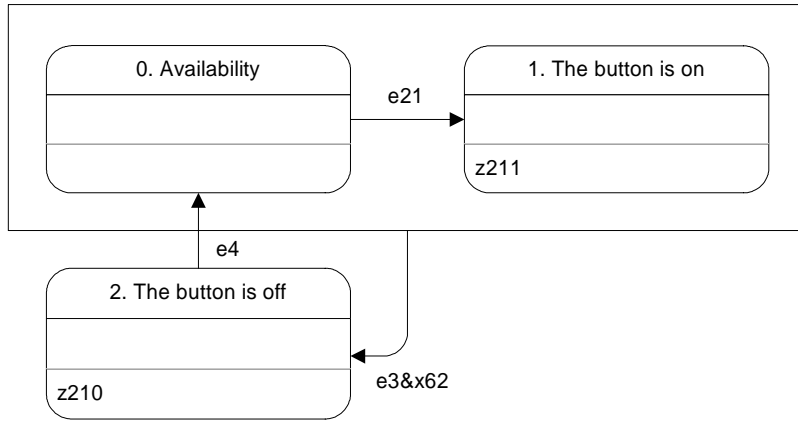 0. Availability
1. The button is on
e21
z211
e4
2. The button is off
e3&x62
z210